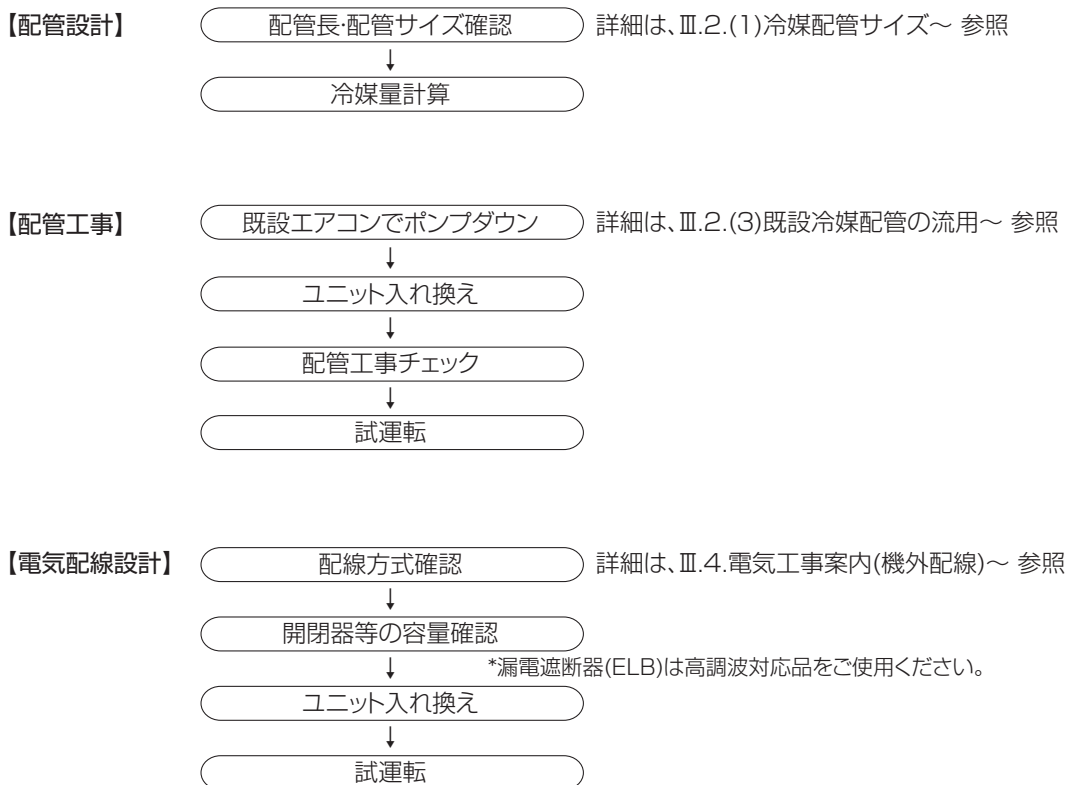 【配管設計】 配管長・配管サイズ確認 詳細は、Ⅲ.2.(1)冷媒配管サイズ～ 参照
↓
冷媒量計算
【配管工事】 既設エアコンでポンプダウン 詳細は、Ⅲ.2.(3)既設冷媒配管の流用～ 参照
↓
ユニット入れ換え
↓
配管工事チェック
↓
試運転
【電気配線設計】 配線方式確認 詳細は、Ⅲ.4.電気工事案内(機外配線)～ 参照
↓
開閉器等の容量確認
↓ *漏電遮断器(ELB)は高調波対応品をご使用ください。
ユニット入れ換え
↓
試運転